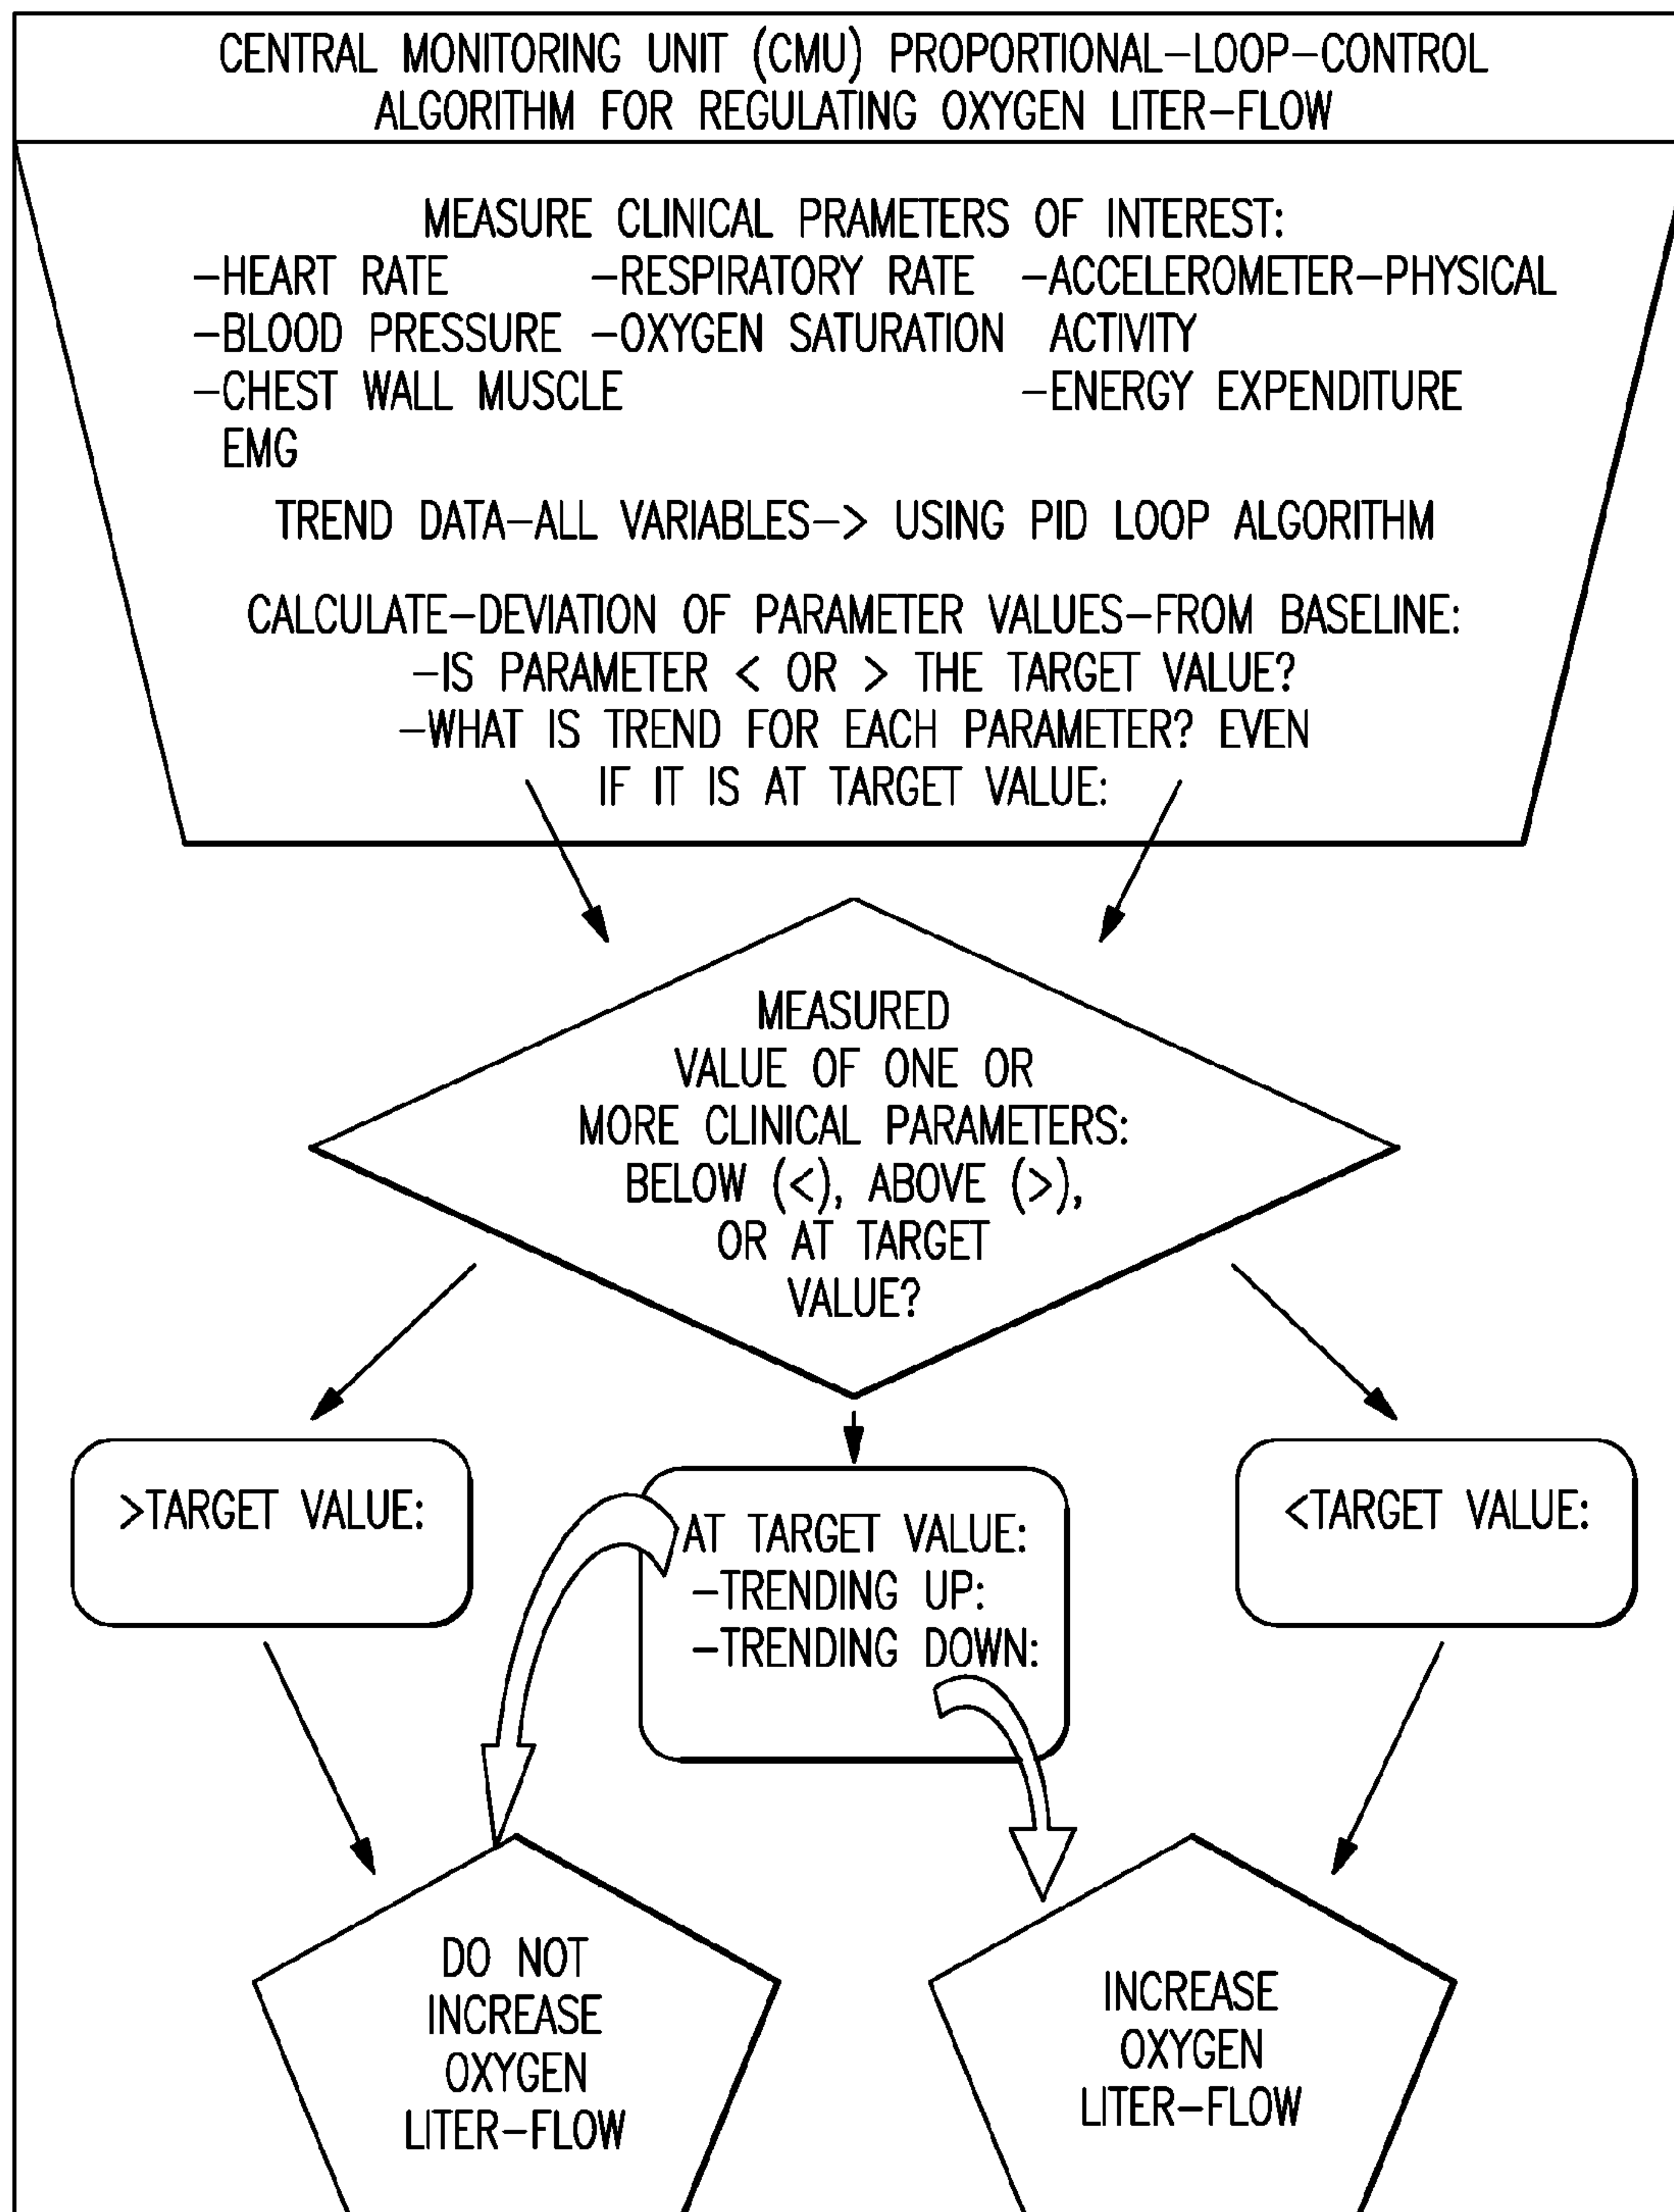 CENTRAL MONITORING UNIT (CMU) PROPORTIONAL-LOOP-CONTROL
ALGORITHM FOR REGULATING OXYGEN LITER-FLOW
MEASURE CLINICAL PRAMETERS OF INTEREST:
-HEART RATE -RESPIRATORY RATE -ACCELEROMETER-PHYSICAL
-BLOOD PRESSURE -OXYGEN SATURATION ACTIVITY
-CHEST WALL MUSCLE -ENERGY EXPENDITURE
EMG
TREND DATA-ALL VARIABLES-> USING PID LOOP ALGORITHM
CALCULATE-DEVIATION OF PARAMETER VALUES-FROM BASELINE:
-IS PARAMETER < OR > THE TARGET VALUE?
-WHAT IS TREND FOR EACH PARAMETER? EVEN
IF IT IS AT TARGET VALUE:
MEASURED
VALUE OF ONE OR
MORE CLINICAL PARAMETERS:
BELOW (<), ABOVE (>),
OR AT TARGET
VALUE?
>TARGET VALUE:
AT TARGET VALUE:
-TRENDING UP:
-TRENDING DOWN:
<TARGET VALUE:
DO NOT
INCREASE
OXYGEN
LITER-FLOW
INCREASE
OXYGEN
LITER-FLOW